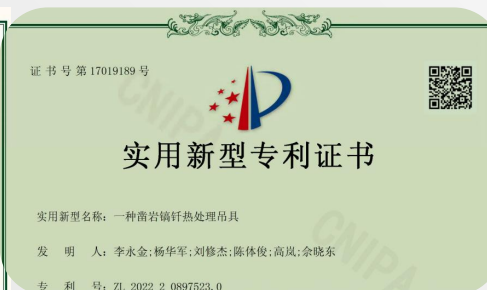 证书号第17019189号
实用新型专利证书
实用新型名称：一种凿岩镐钎热处理吊具
发 明 人：李永金;杨华军;刘修杰;陈体俊;高岚;佘晓东
专 利 号：ZL 2022 2 0897523.0
CNIPA
CNIPA